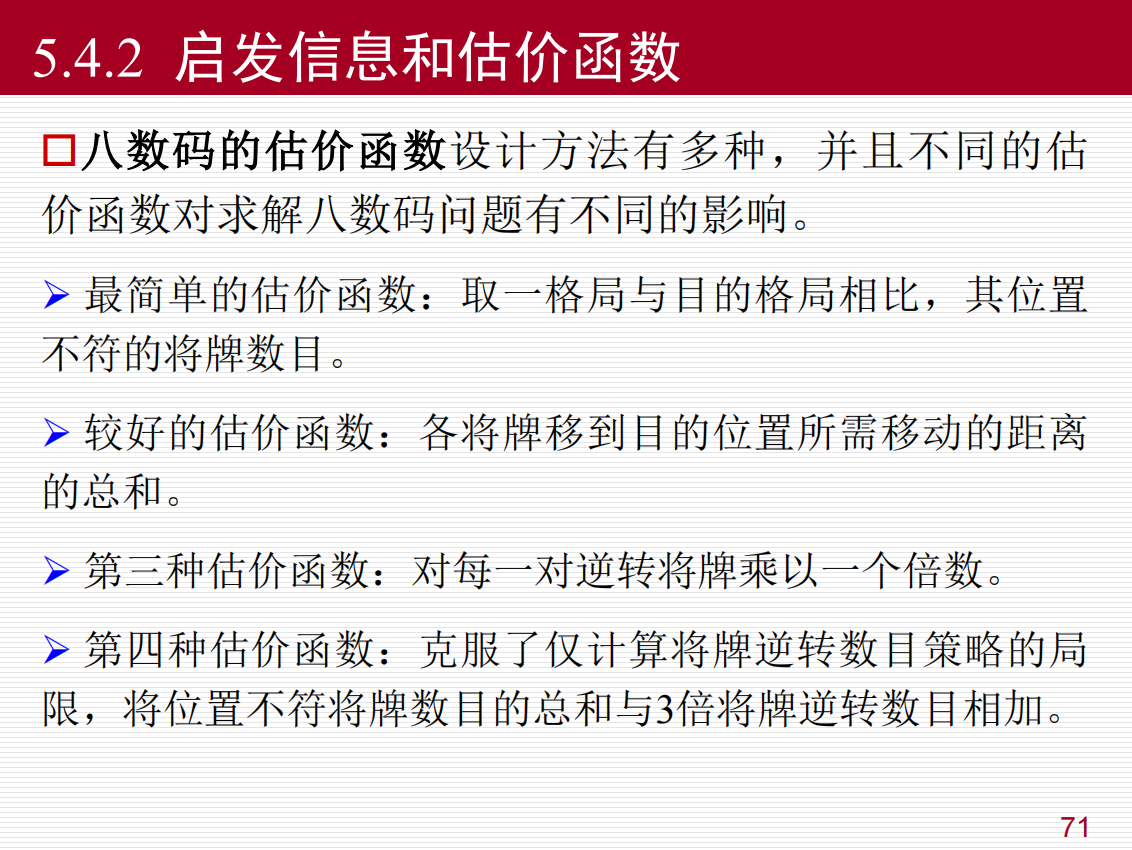 5.4.2 启发信息和估价函数
八数码的估价函数设计方法有多种，并且不同的估
价函数对求解八数码问题有不同的影响。
最简单的估价函数：取一格局与目的格局相比，其位置
不符的将牌数目。
较好的估价函数：各将牌移到目的位置所需移动的距离
的总和。
第三种估价函数：对每一对逆转将牌乘以一个倍数。
第四种估价函数：克服了仅计算将牌逆转数目策略的局
限，将位置不符将牌数目的总和与3倍将牌逆转数目相加。
71